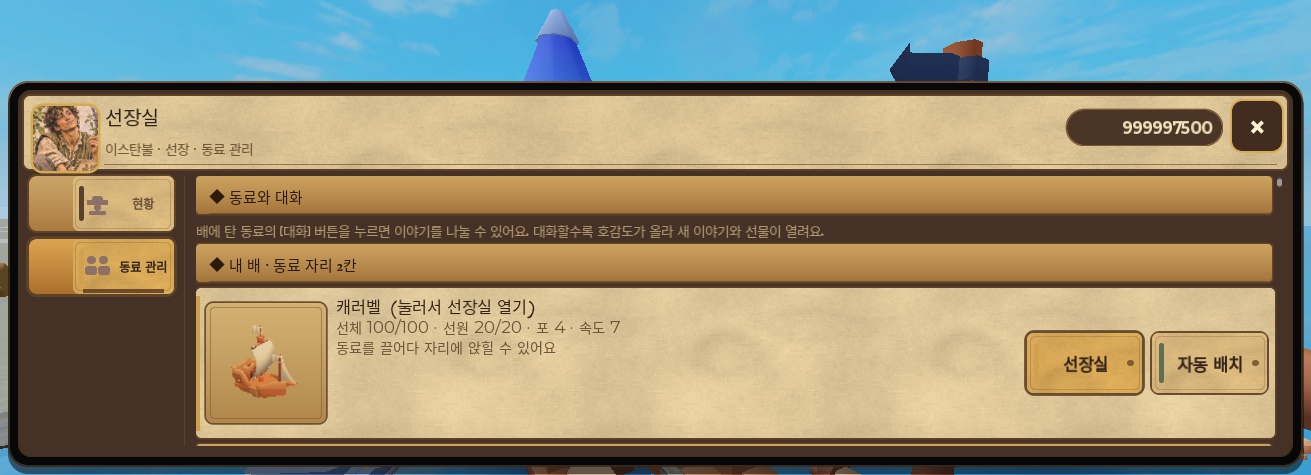 선장실
이스탄불 · 선장 · 동료 관리
999997500
현황
동료 관리
◆ 동료와 대화
배에 탄 동료의 [대화] 버튼을 누르면 이야기를 나눌 수 있어요. 대화할수록 호감도가 올라 새 이야기와 선물이 열려요.
◆ 내 배 · 동료 자리 2칸
캐러벨 (눌러서 선장실 열기)
선체 100/100 · 선원 20/20 · 포 4 · 속도 7
동료를 끌어다 자리에 앉힐 수 있어요
선장실
자동 배치